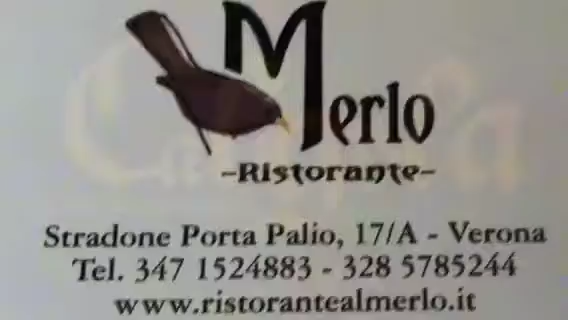 Merlo
-Ristorante-
Stradone Porta Palio, 17/A - Verona
Tel. 347 1524883 - 328 5785244
www.ristorantealmerlo.it